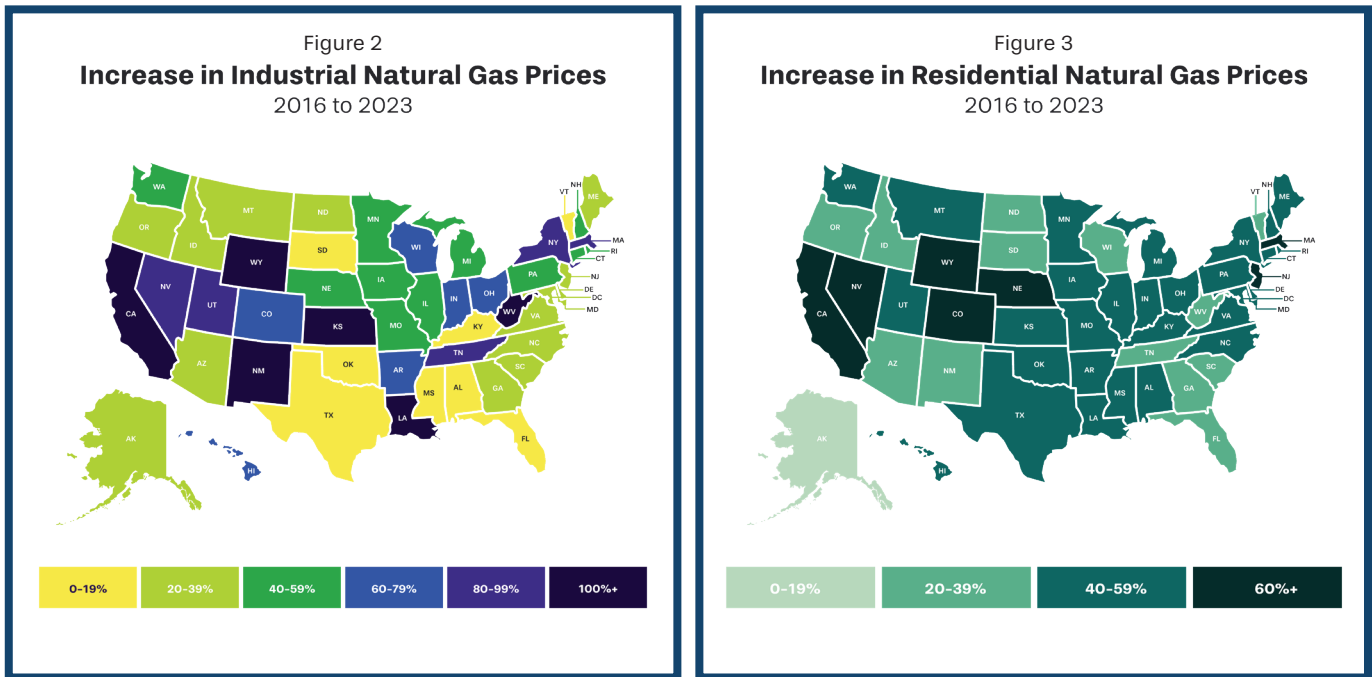 Figure 2
Increase in Industrial Natural Gas Prices
2016 to 2023
WA
OR
ID
MT
ND
MN
SD
WY
WI
MI
NY
VT
NH
ME
MA
RI
CT
NJ
DE
DC
MD
PA
NE
IA
IL
IN
OH
NV
UT
CO
CA
KS
MO
KY
WV
VA
TN
NC
AZ
NM
OK
AR
SC
MS
AL
GA
TX
LA
FL
AK
HI
0-19%
20-39%
40-59%
60-79%
80-99%
100%+
Figure 3
Increase in Residential Natural Gas Prices
2016 to 2023
WA
OR
ID
MT
ND
MN
SD
WY
WI
MI
NY
VT
NH
ME
MA
RI
CT
NJ
DE
DC
MD
PA
NE
IA
IL
IN
OH
NV
UT
CO
CA
KS
MO
KY
WV
VA
TN
NC
AZ
NM
OK
AR
SC
MS
AL
GA
TX
LA
FL
AK
HI
0-19%
20-39%
40-59%
60%+